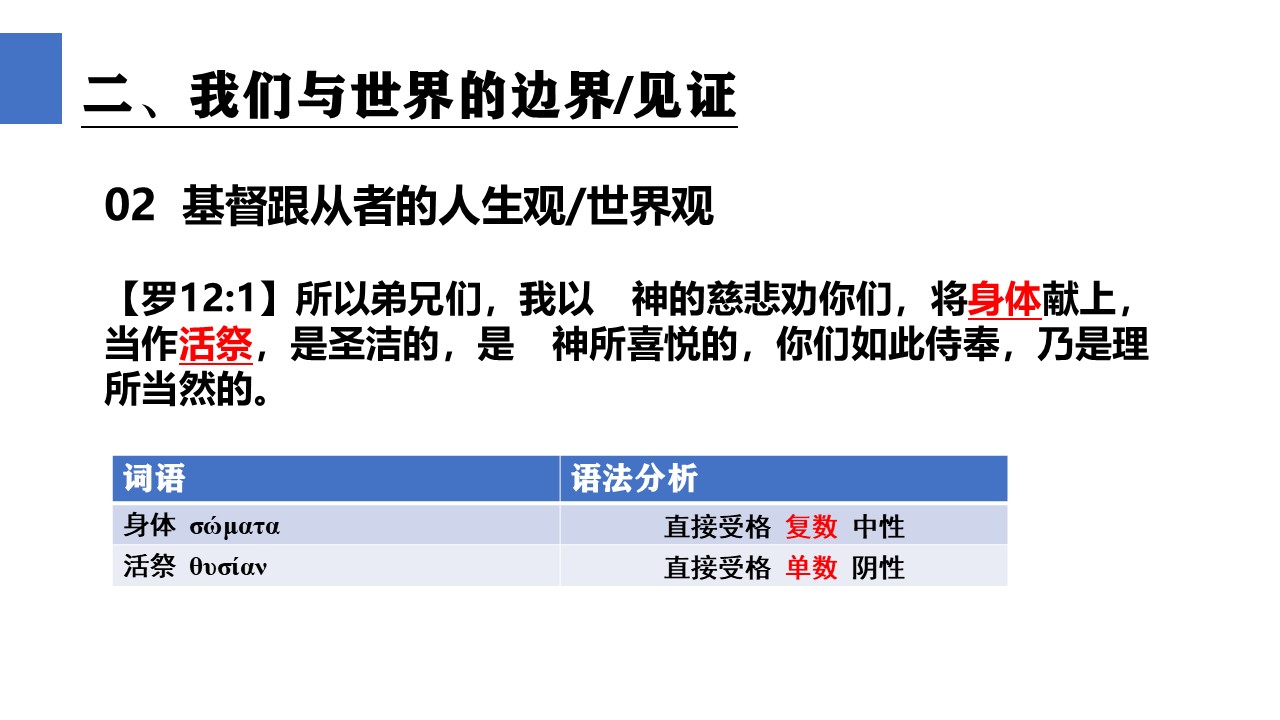 二、我们与世界的边界/见证
02 基督跟从者的人生观/世界观
【罗12:1】所以弟兄们，我以　神的慈悲劝你们，将身体献上，
当作活祭，是圣洁的，是　神所喜悦的，你们如此侍奉，乃是理
所当然的。
词语 语法分析
身体 σώματα 直接受格 复数 中性
活祭 θυσίαν 直接受格 单数 阴性